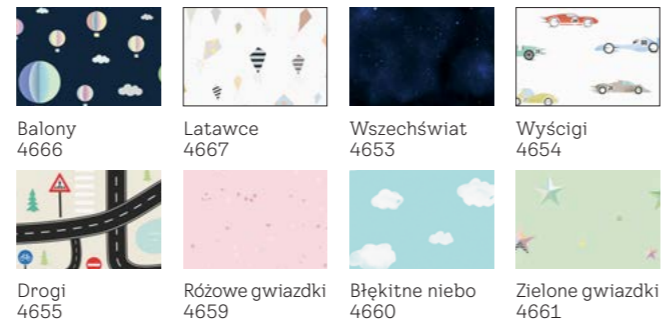 Balony
4666
Latawce
4667
Wszechświat
4653
Wyścigi
4654
Drogi
4655
Różowe gwiazdki
4659
Błękitne niebo
4660
Zielone gwiazdki
4661